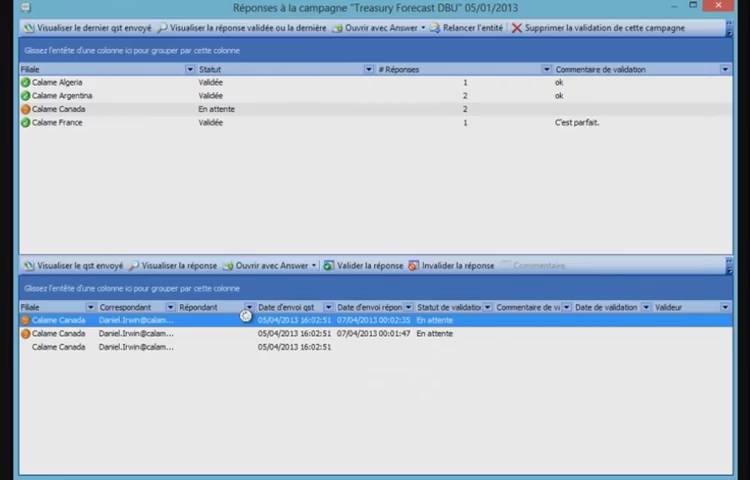 Réponses à la campagne "Treasury Forecast DBU" 05/01/2013
Visualiser le dernier qst envoyé Visualiser la réponse validée ou la dernière Ouvrir avec Answer Relancer l'entité Supprimer la validation de cette campagne
Glissez l'entête d'une colonne ici pour grouper par cette colonne
Filiale Statut # Réponses Commentaire de validation
Calame Algeria Validée 1 ok
Calame Argentina Validée 2 ok
Calame Canada En attente 2
Calame France Validée 1 C'est parfait.
Visualiser le qst envoyé Visualiser la réponse Ouvrir avec Answer Valider la réponse Invalider la réponse Commentaire
Glissez l'entête d'une colonne ici pour grouper par cette colonne
Filiale Correspondant Répondant Date d'envoi qst Date d'envoi répon Statut de validatio Commentaire de va Date de validation Valideur
Calame Canada Daniel.Irwin@calam... 05/04/2013 16:02:51 07/04/2013 00:02:35 En attente
Calame Canada Daniel.Irwin@calam... 05/04/2013 16:02:51 07/04/2013 00:01:47 En attente
Calame Canada Daniel.Irwin@calam... 05/04/2013 16:02:51